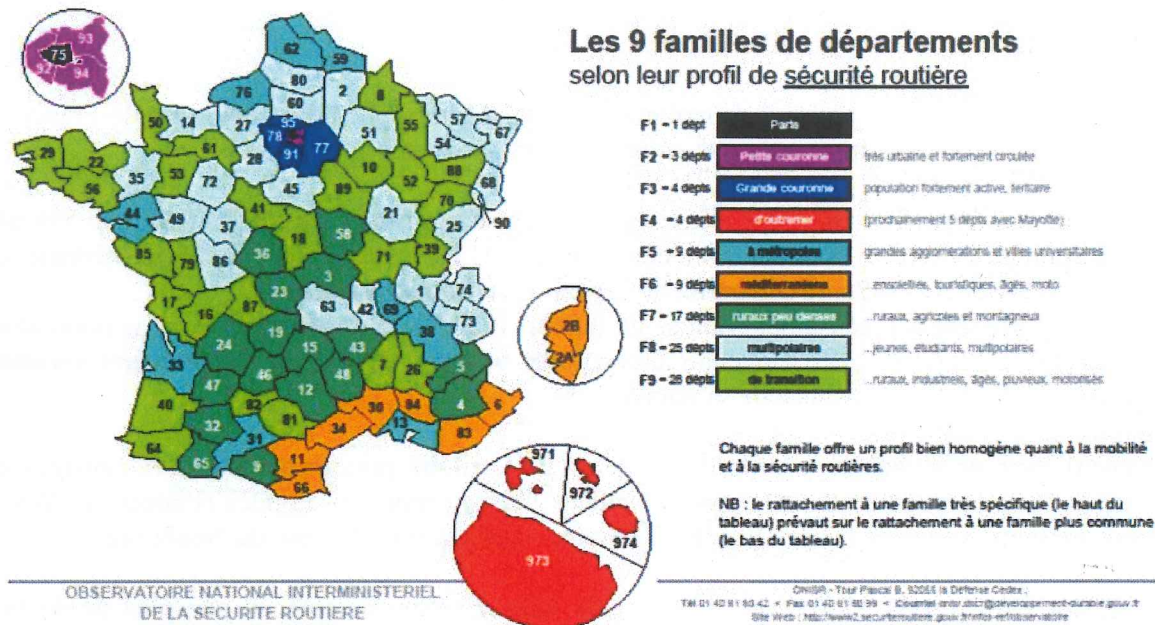 Les 9 familles de départements
selon leur profil de sécurité routière
F1 = 1 dépt Paris
F2 = 3 dépts Petite couronne très urbaine et fortement circulée
F3 = 4 dépts Grande couronne population fortement active, tertiaire
F4 = 4 dépts d'outremer (prochainement 5 dépts avec Mayotte)
F5 = 9 dépts à métropoles grandes agglomérations et villes universitaires
F6 = 9 dépts méditerranéens ...ensoleillés, touristiques, âgés, moto
F7 = 17 dépts ruraux peu denses ...ruraux, agricoles et montagneux
F8 = 25 dépts multipolaires ...jeunes, étudiants, multipolaires
F9 = 28 dépts de transition ...ruraux, industriels, âgés, pluvieux, motorisés
Chaque famille offre un profil bien homogène quant à la mobilité
et à la sécurité routières.
NB : le rattachement à une famille très spécifique (le haut du
tableau) prévaut sur le rattachement à une famille plus commune
(le bas du tableau).
93
75
92 94
62 59
80
76 2 8
60
50 14 27 95 51 55 57
78 54 67
61 91 77
29 22 28 10 88
35 53 68
56 72 45 89 52
70 90
44 49 41 21 25
37 18 58
85 79 86 36 71 39
3
17 23 1 74
16 87 63 42 69
73
19 38
24 15 43
33 5
46 48 7 26
47 12 4
40 82 30 84 6
32 81 34 13 83
64 31
65 9 11
66
2B
2A
971
972
974
973
OBSERVATOIRE NATIONAL INTERMINISTERIEL
DE LA SECURITE ROUTIERE
ONISR - Tour Pascal B, 92055 la Défense Cedex